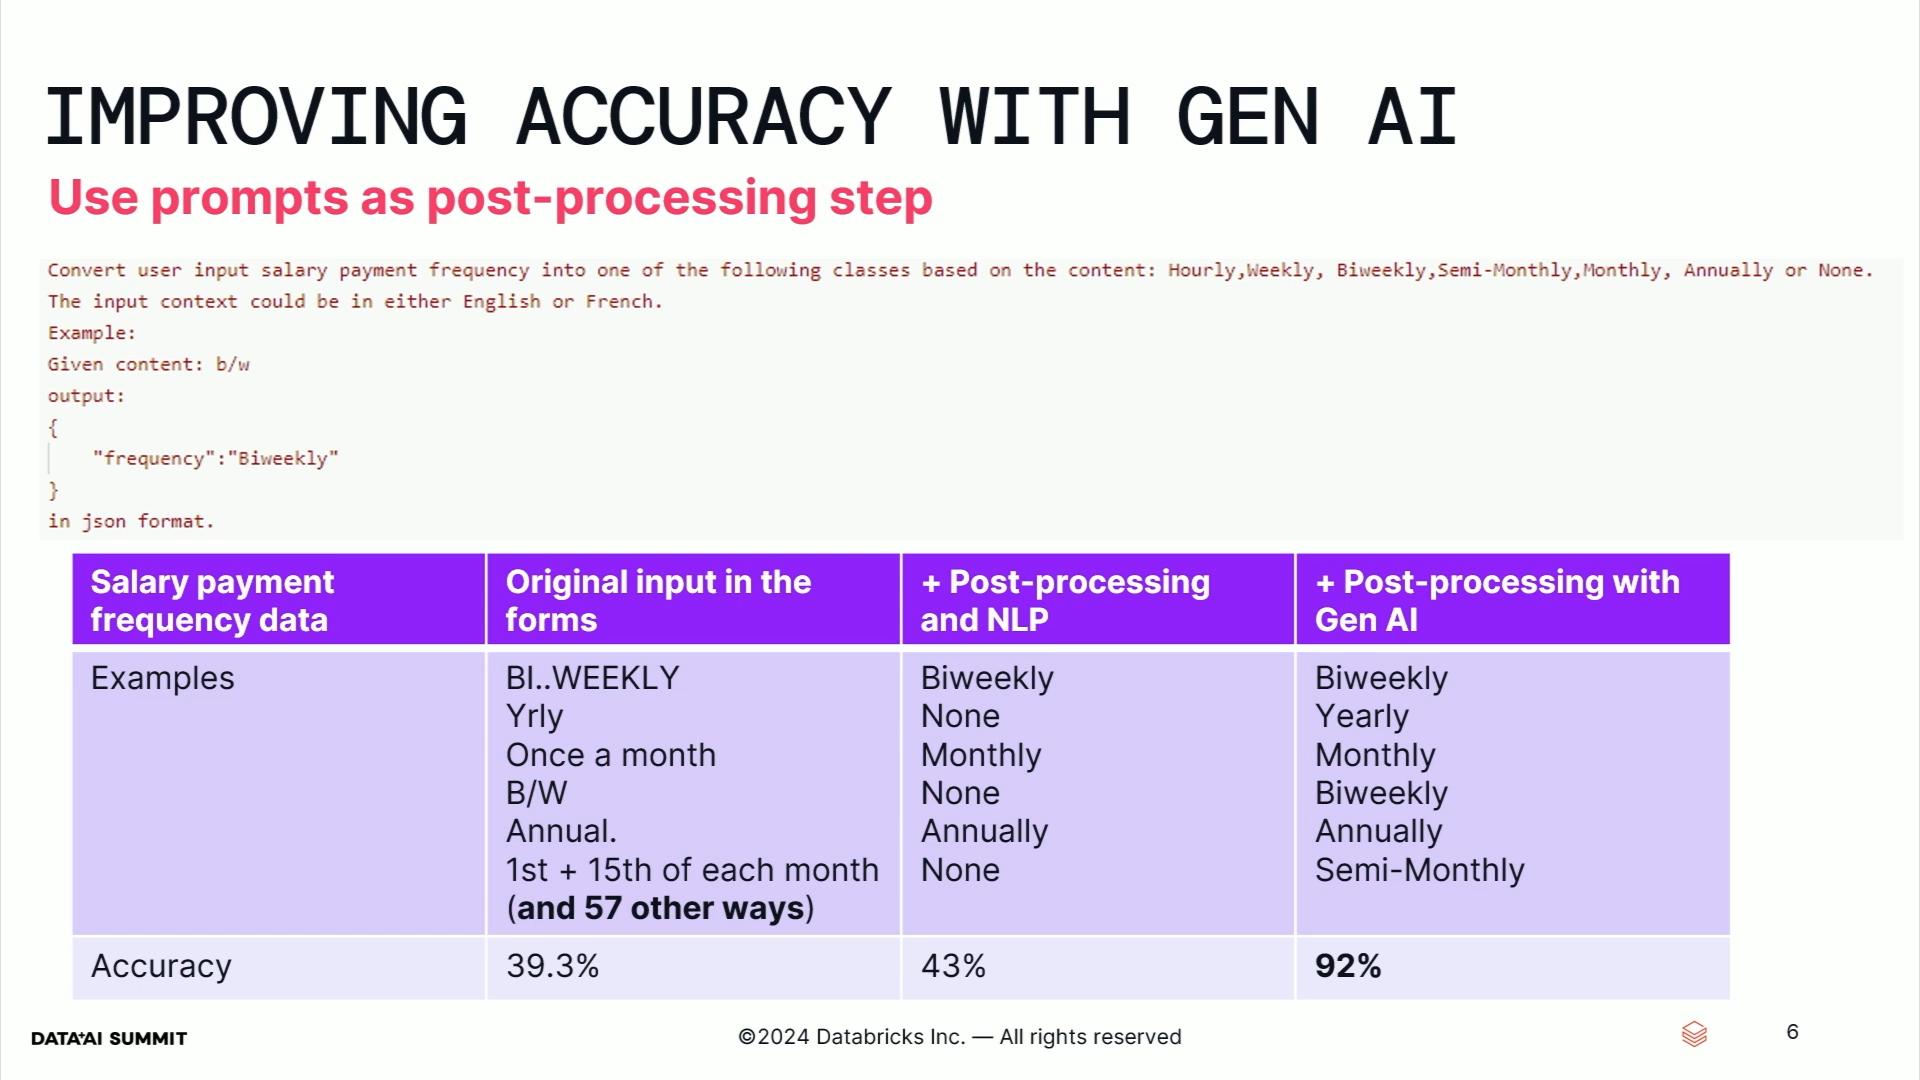 IMPROVING ACCURACY WITH GEN AI
Use prompts as post-processing step
Convert user input salary payment frequency into one of the following classes based on the content: Hourly,Weekly, Biweekly,Semi-Monthly,Monthly, Annually or None.
The input context could be in either English or French.
Example:
Given content: b/w
output:
{
"frequency":"Biweekly"
}
in json format.
Salary payment
frequency data
Original input in the
forms
+ Post-processing
and NLP
+ Post-processing with
Gen AI
Examples
BI..WEEKLY
Yrly
Once a month
B/W
Annual.
1st + 15th of each month
(and 57 other ways)
Biweekly
None
Monthly
None
Annually
None
Biweekly
Yearly
Monthly
Biweekly
Annually
Semi-Monthly
Accuracy
39.3%
43%
92%
DATA+AI SUMMIT
©2024 Databricks Inc. — All rights reserved
6